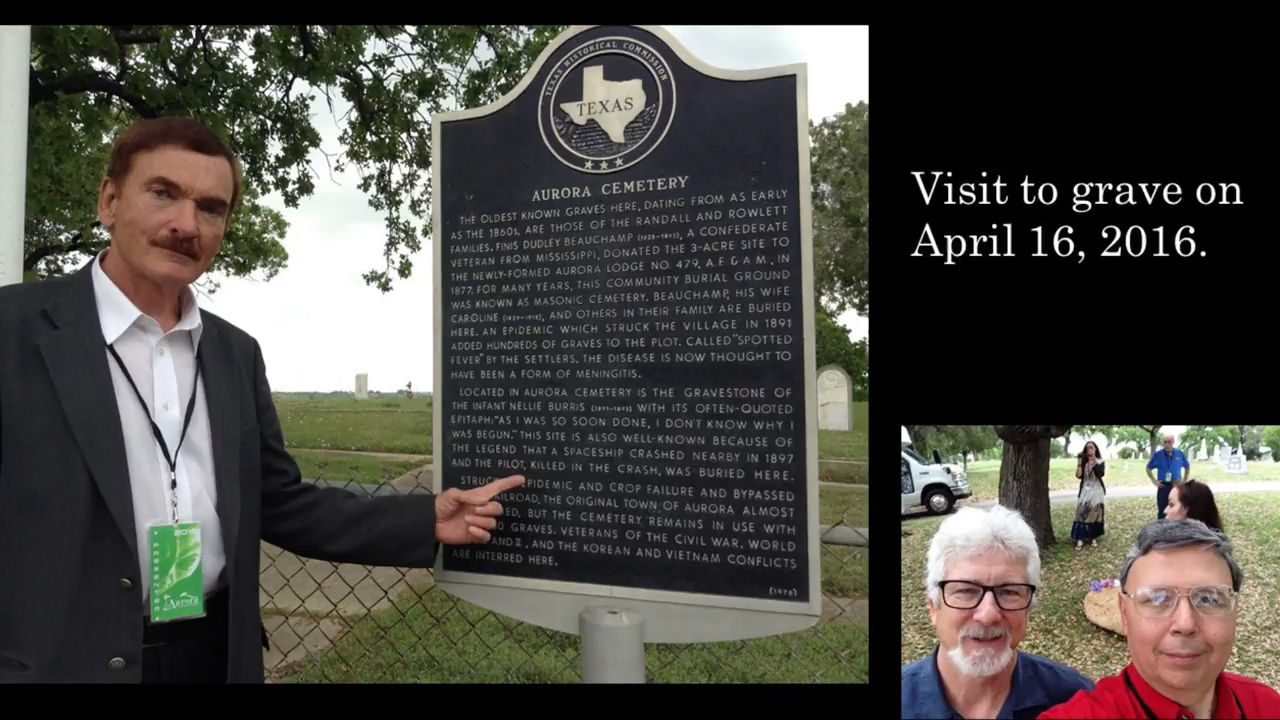 TEXAS HISTORICAL COMMISSION
TEXAS
AURORA CEMETERY
THE OLDEST KNOWN GRAVES HERE, DATING FROM AS EARLY
AS THE 1860S, ARE THOSE OF THE RANDALL AND ROWLETT
FAMILIES. FINIS DUDLEY BEAUCHAMP, A CONFEDERATE
VETERAN FROM MISSISSIPPI, DONATED THE 3-ACRE SITE TO
THE NEWLY-FORMED AURORA LODGE NO. 479, A.F. & A.M., IN
1877. FOR MANY YEARS, THIS COMMUNITY BURIAL GROUND
WAS KNOWN AS MASONIC CEMETERY. BEAUCHAMP, HIS WIFE
CAROLINE, AND OTHERS IN THEIR FAMILY ARE BURIED
HERE. AN EPIDEMIC WHICH STRUCK THE VILLAGE IN 1891
ADDED HUNDREDS OF GRAVES TO THE PLOT. CALLED "SPOTTED
FEVER" BY THE SETTLERS, THE DISEASE IS NOW THOUGHT TO
HAVE BEEN A FORM OF MENINGITIS.
LOCATED IN AURORA CEMETERY IS THE GRAVESTONE OF
THE INFANT NELLIE BURRIS (1891-1893) WITH ITS OFTEN-QUOTED
EPITAPH: "AS I WAS SO SOON DONE, I DON'T KNOW WHY I
WAS BEGUN." THIS SITE IS ALSO WELL-KNOWN BECAUSE OF
THE LEGEND THAT A SPACESHIP CRASHED NEARBY IN 1897
AND THE PILOT, KILLED IN THE CRASH, WAS BURIED HERE.
STRUCK EPIDEMIC AND CROP FAILURE AND BYPASSED
RAILROAD, THE ORIGINAL TOWN OF AURORA ALMOST
ED, BUT THE CEMETERY REMAINS IN USE WITH
GRAVES. VETERANS OF THE CIVIL WAR, WORLD
AND II, AND THE KOREAN AND VIETNAM CONFLICTS
ARE INTERRED HERE.
(1976)
Aurora
Visit to grave on
April 16, 2016.